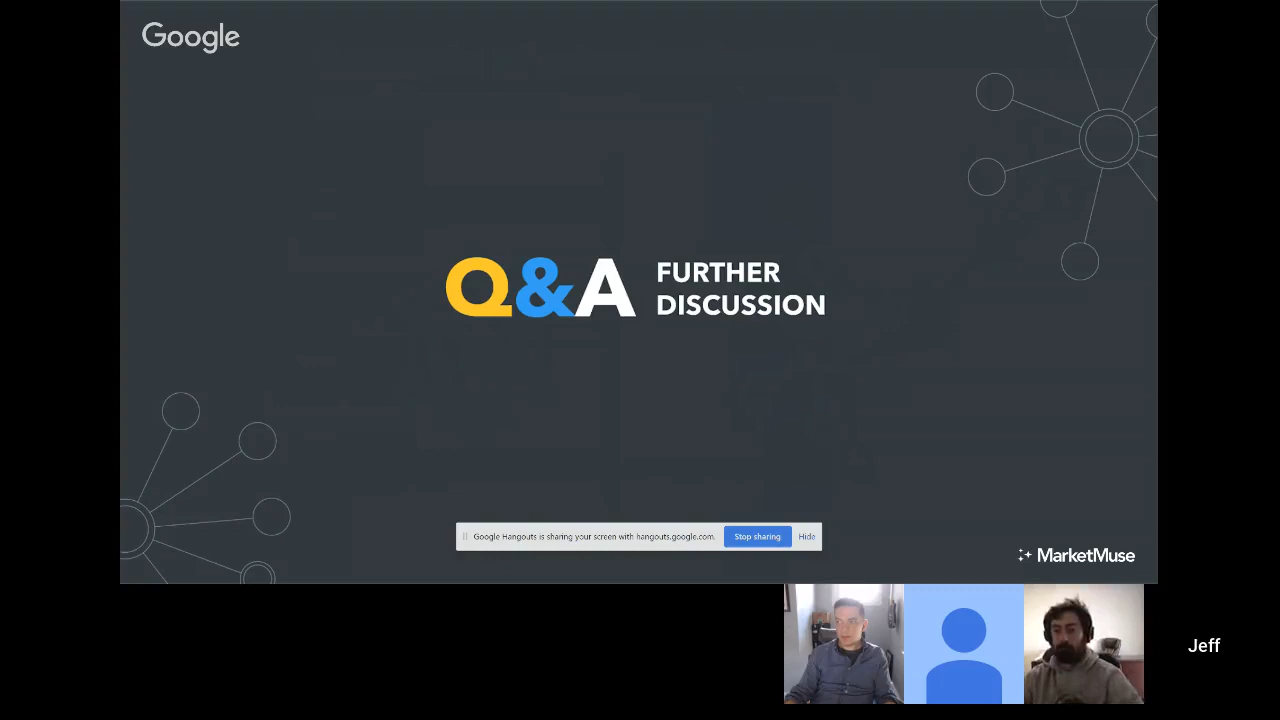 Google
Q&A FURTHER
DISCUSSION
Google Hangouts is sharing your screen with hangouts.google.com. Stop sharing Hide
MarketMuse
Jeff